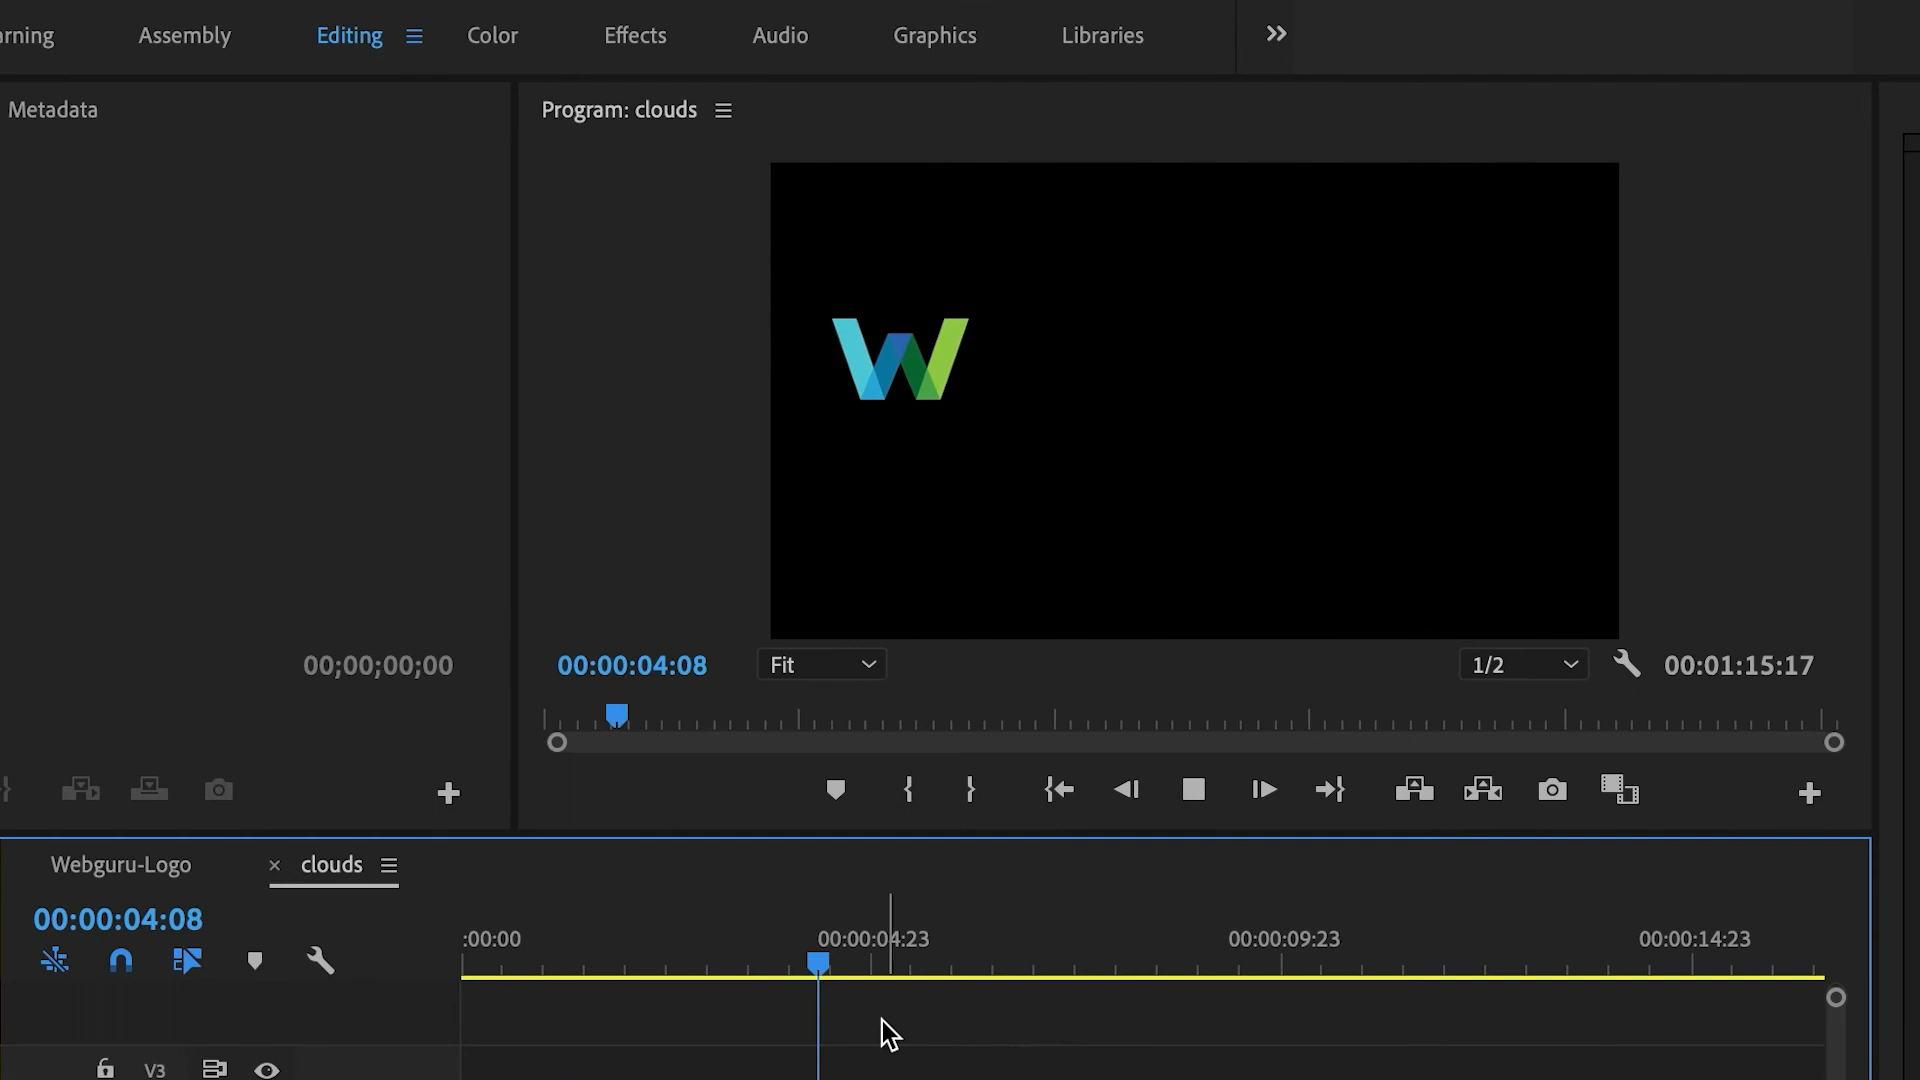 arning Assembly Editing Color Effects Audio Graphics Libraries
Metadata
Program: clouds
W
00;00;00;00
00:00:04:08 Fit 1/2 00:01:15:17
Webguru-Logo × clouds
00:00:04:08
:00:00 00:00:04:23 00:00:09:23 00:00:14:23
V3